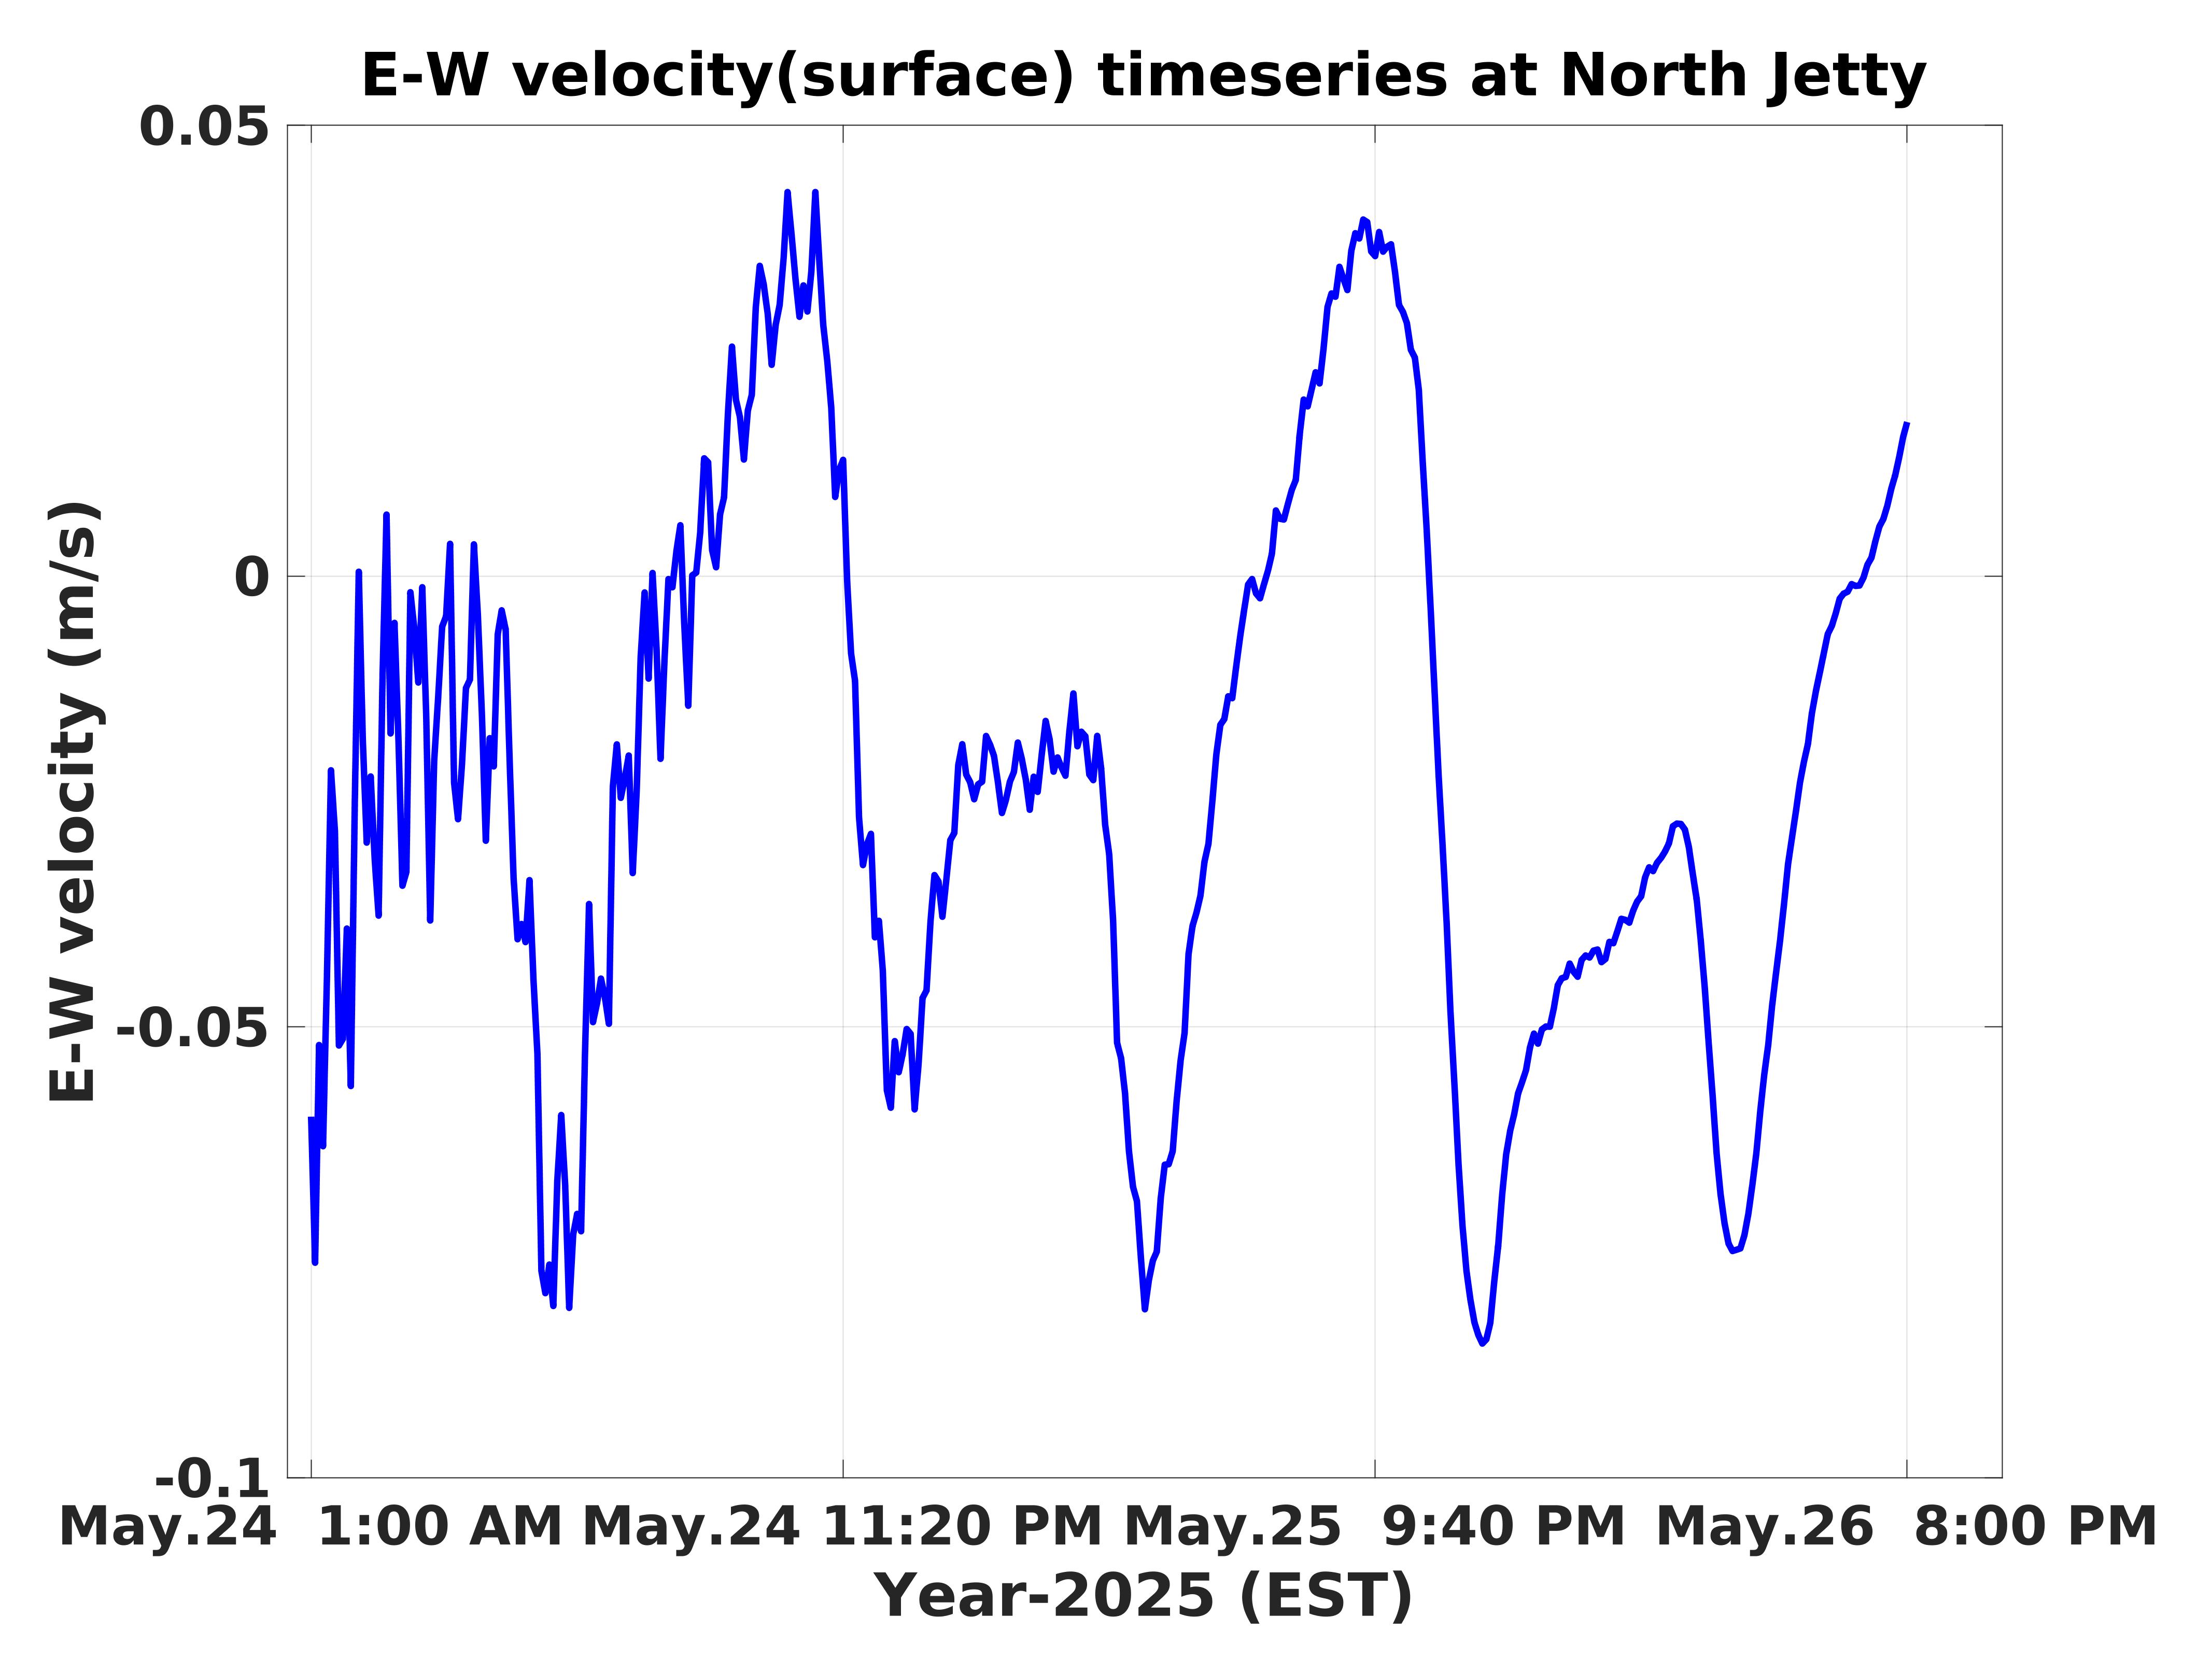 E-W velocity(surface) timeseries at North Jetty
0.05
0
-0.05
-0.1
E-W velocity (m/s)
May.24 1:00 AM May.24 11:20 PM May.25 9:40 PM May.26 8:00 PM
Year-2025 (EST)